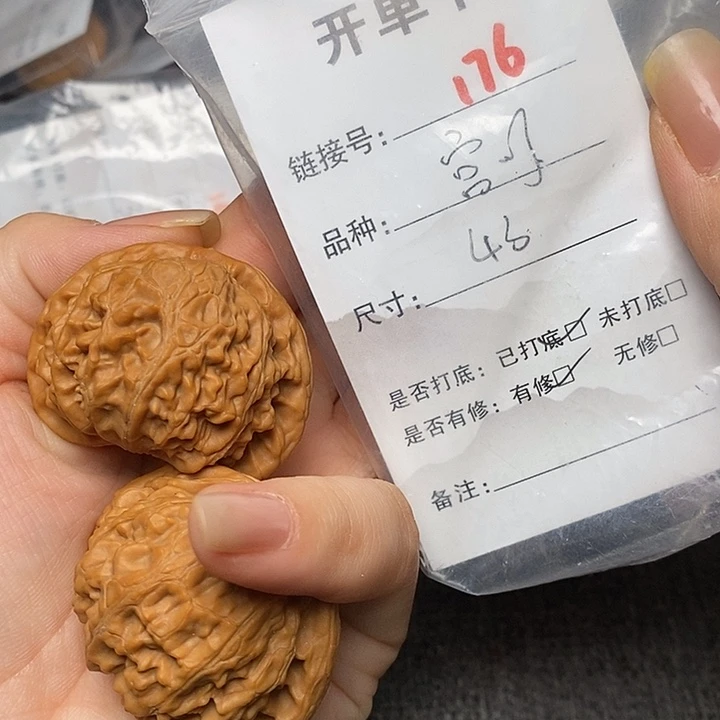 开单
链接号: 176
品种:
尺寸:
是否打底: 已打底☑ 未打底☐
是否有修: 有修☑ 无修☐
备注: